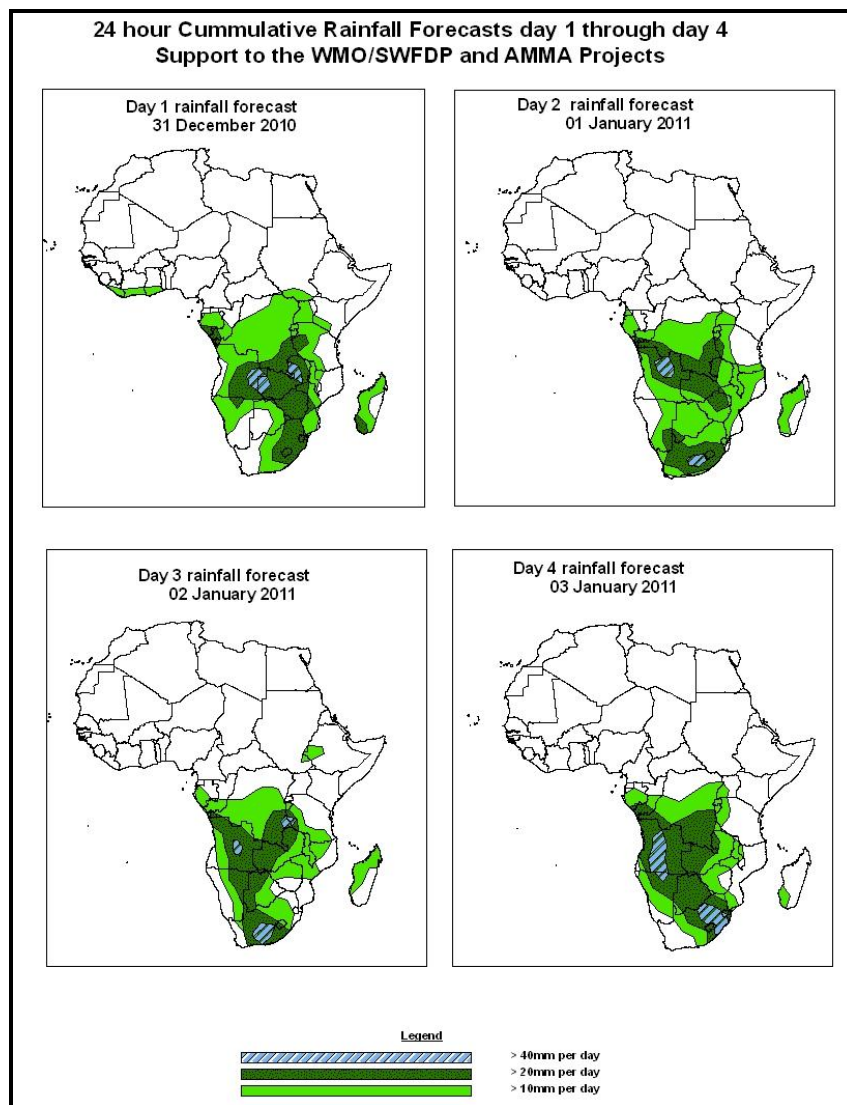 24 hour Cummulative Rainfall Forecasts day 1 through day 4
Support to the WMO/SWFDP and AMMA Projects
Day 1 rainfall forecast
31 December 2010
Day 2 rainfall forecast
01 January 2011
Day 3 rainfall forecast
02 January 2011
Day 4 rainfall forecast
03 January 2011
Legend
> 40mm per day
> 20mm per day
> 10mm per day